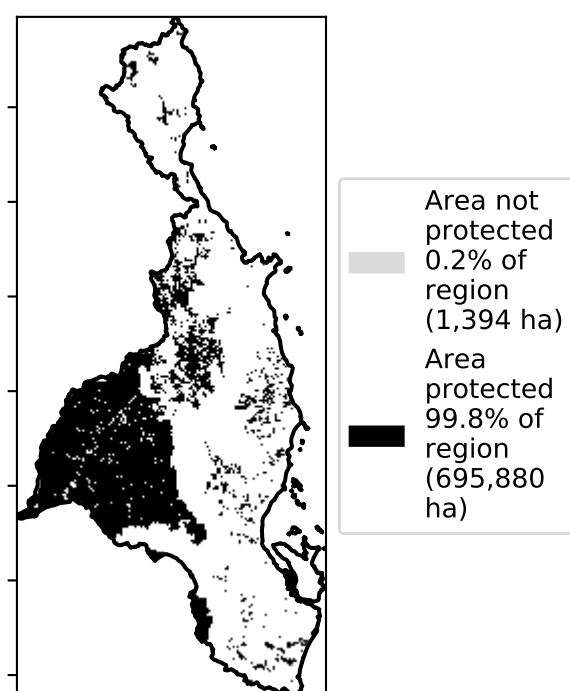 Area not
protected
0.2% of
region
(1,394 ha)
Area
protected
99.8% of
region
(695,880
ha)